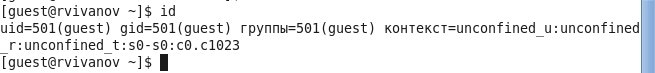 [guest@rvivanov ~]$ id
uid=501(guest) gid=501(guest) группы=501(guest) контекст=unconfined_u:unconfined
_r:unconfined_t:s0-s0:c0.c1023
[guest@rvivanov ~]$